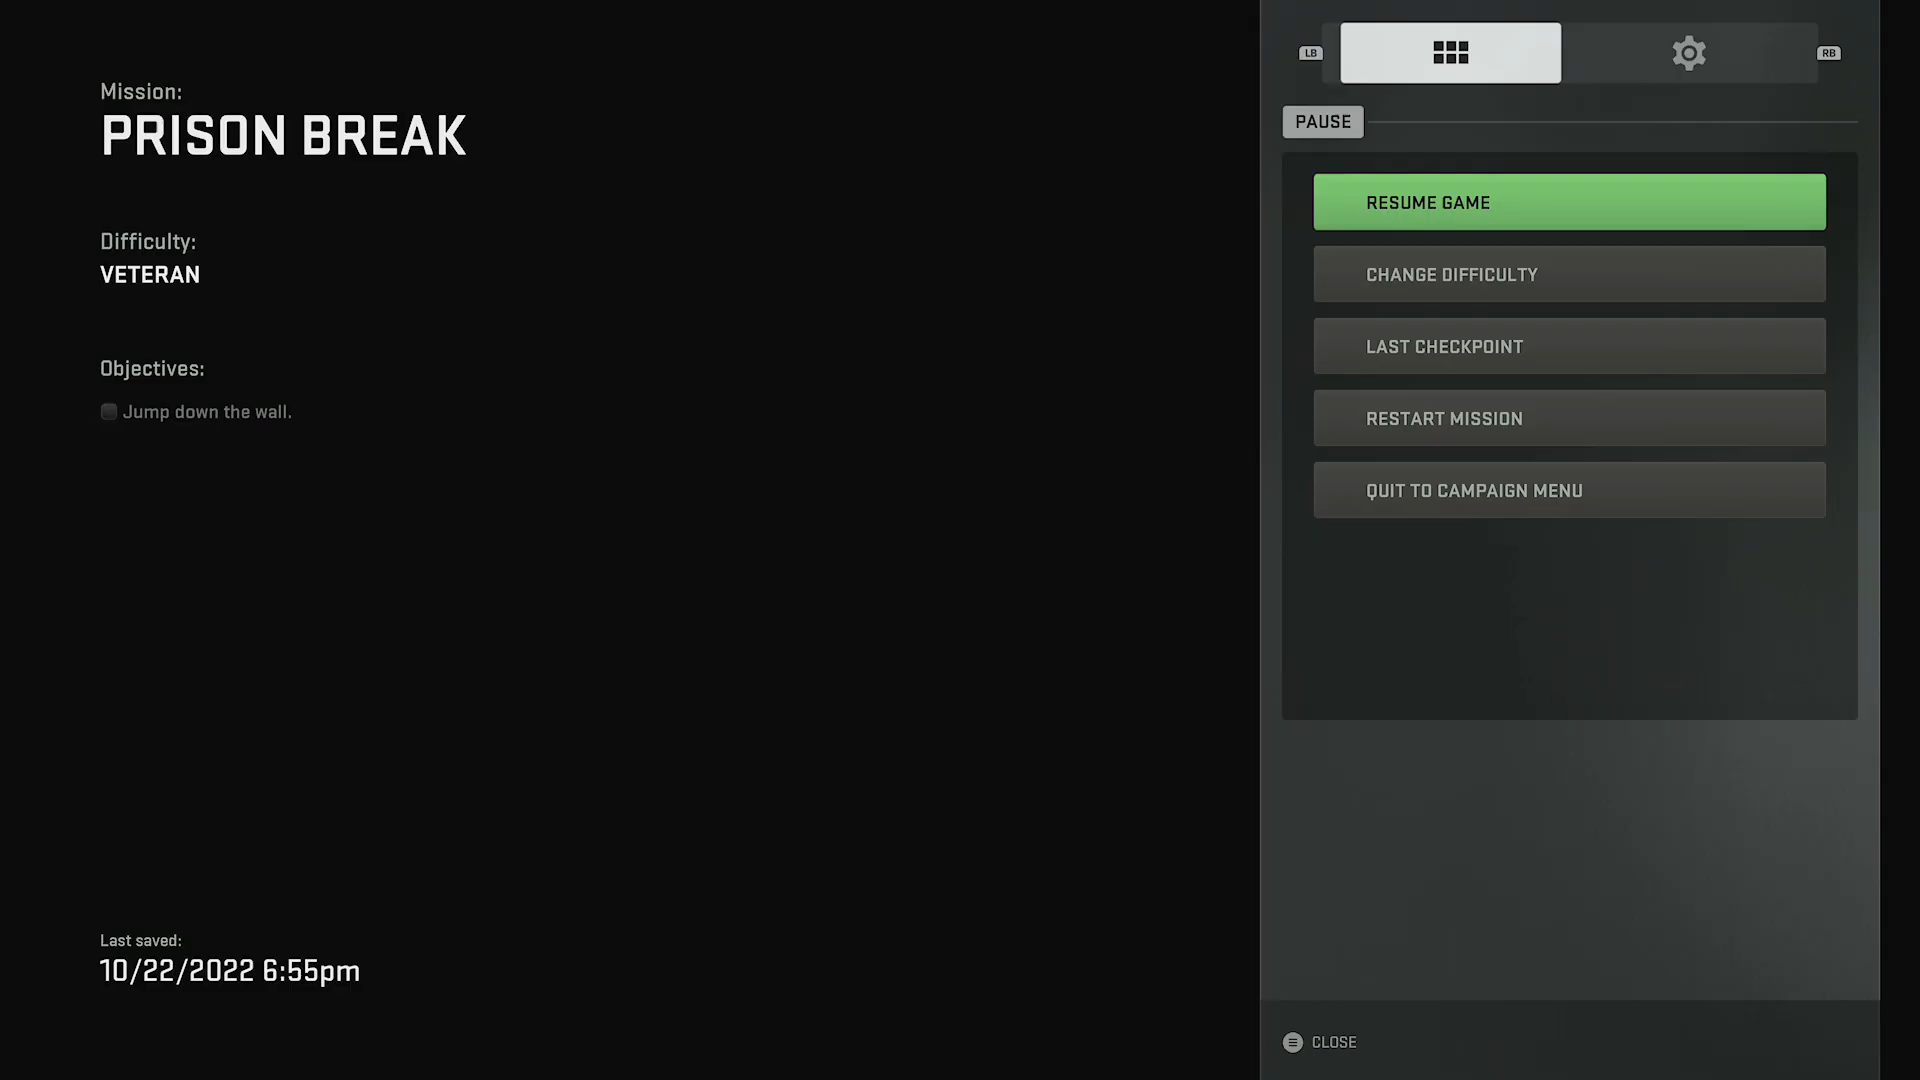 Mission:
PRISON BREAK
Difficulty:
VETERAN
Objectives:
Jump down the wall.
Last saved:
10/22/2022 6:55pm
LB
RB
PAUSE
RESUME GAME
CHANGE DIFFICULTY
LAST CHECKPOINT
RESTART MISSION
QUIT TO CAMPAIGN MENU
CLOSE